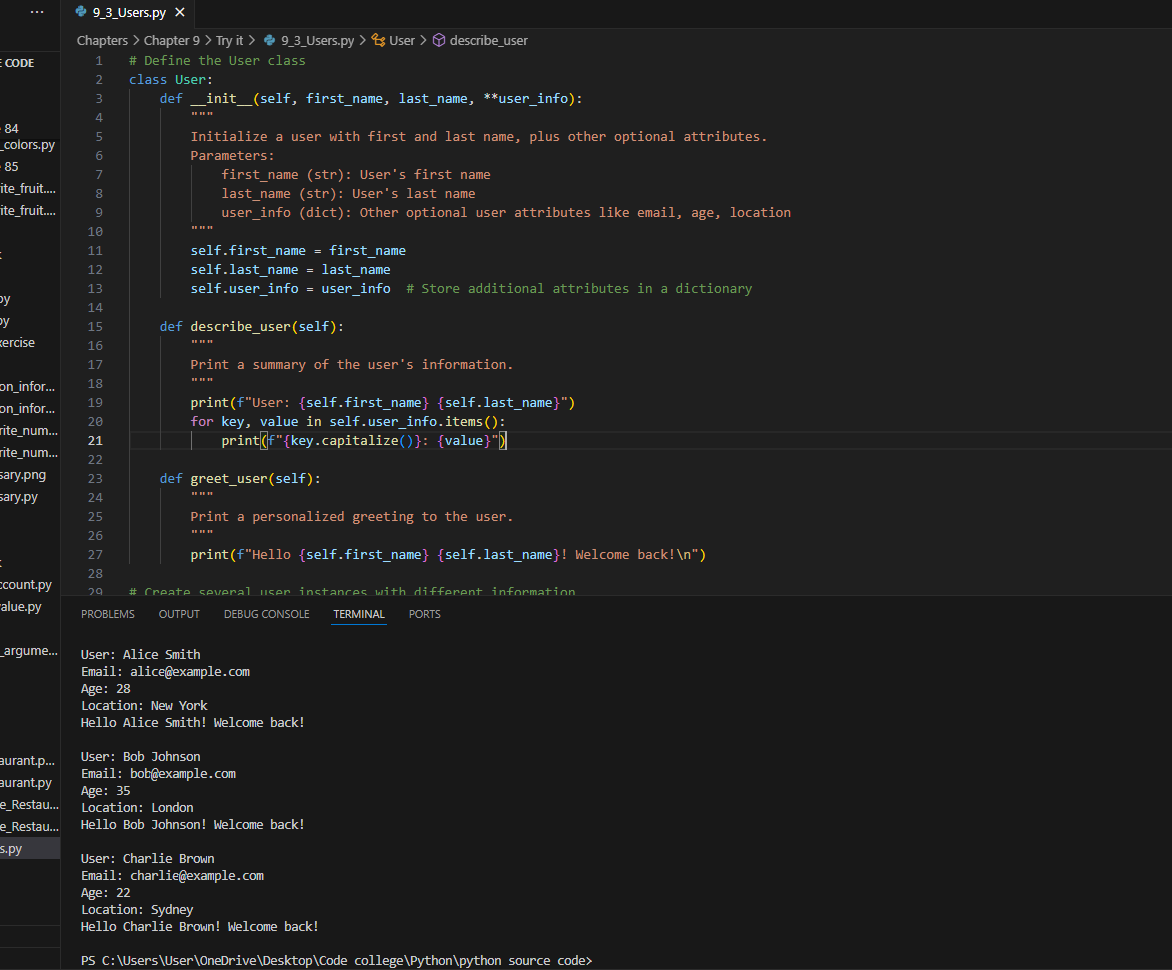 9_3_Users.py
Chapters > Chapter 9 > Try it > 9_3_Users.py > User > describe_user
E CODE
84
_colors.py
85
rite_fruit....
rite_fruit....
py
py
xercise
on_infor...
on_infor...
rite_num...
rite_num...
sary.png
sary.py
ccount.py
value.py
_argume...
aurant.p...
aurant.py
e_Restau...
e_Restau...
s.py
1 # Define the User class
2 class User:
3 def __init__(self, first_name, last_name, **user_info):
4 """
5 Initialize a user with first and last name, plus other optional attributes.
6 Parameters:
7 first_name (str): User's first name
8 last_name (str): User's last name
9 user_info (dict): Other optional user attributes like email, age, location
10 """
11 self.first_name = first_name
12 self.last_name = last_name
13 self.user_info = user_info # Store additional attributes in a dictionary
14
15 def describe_user(self):
16 """
17 Print a summary of the user's information.
18 """
19 print(f"User: {self.first_name} {self.last_name}")
20 for key, value in self.user_info.items():
21 print(f"{key.capitalize()}: {value}")
22
23 def greet_user(self):
24 """
25 Print a personalized greeting to the user.
26 """
27 print(f"Hello {self.first_name} {self.last_name}! Welcome back!\n")
28
29 # Create several user instances with different information
PROBLEMS OUTPUT DEBUG CONSOLE TERMINAL PORTS
User: Alice Smith
Email: alice@example.com
Age: 28
Location: New York
Hello Alice Smith! Welcome back!
User: Bob Johnson
Email: bob@example.com
Age: 35
Location: London
Hello Bob Johnson! Welcome back!
User: Charlie Brown
Email: charlie@example.com
Age: 22
Location: Sydney
Hello Charlie Brown! Welcome back!
PS C:\Users\User\OneDrive\Desktop\Code college\Python\python source code>